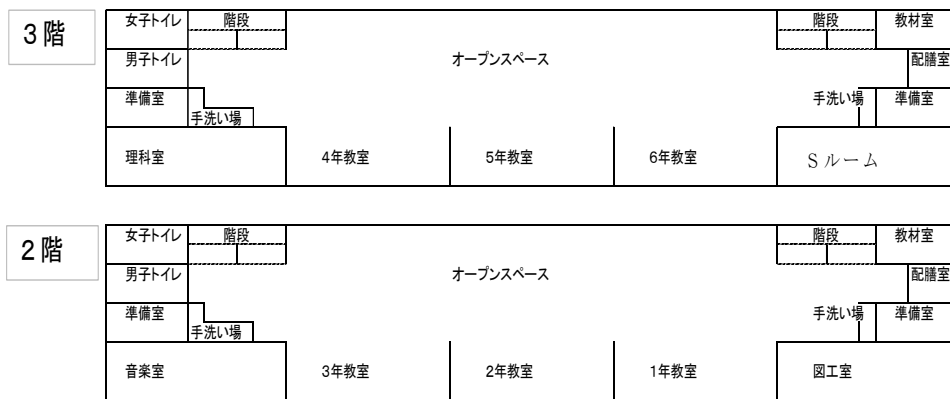 3階
女子トイレ 階段 階段 教材室
男子トイレ オープンスペース 配膳室
準備室 手洗い場 準備室
手洗い場
理科室 4年教室 5年教室 6年教室 Sルーム
2階
女子トイレ 階段 階段 教材室
男子トイレ オープンスペース 配膳室
準備室 手洗い場 準備室
手洗い場
音楽室 3年教室 2年教室 1年教室 図工室